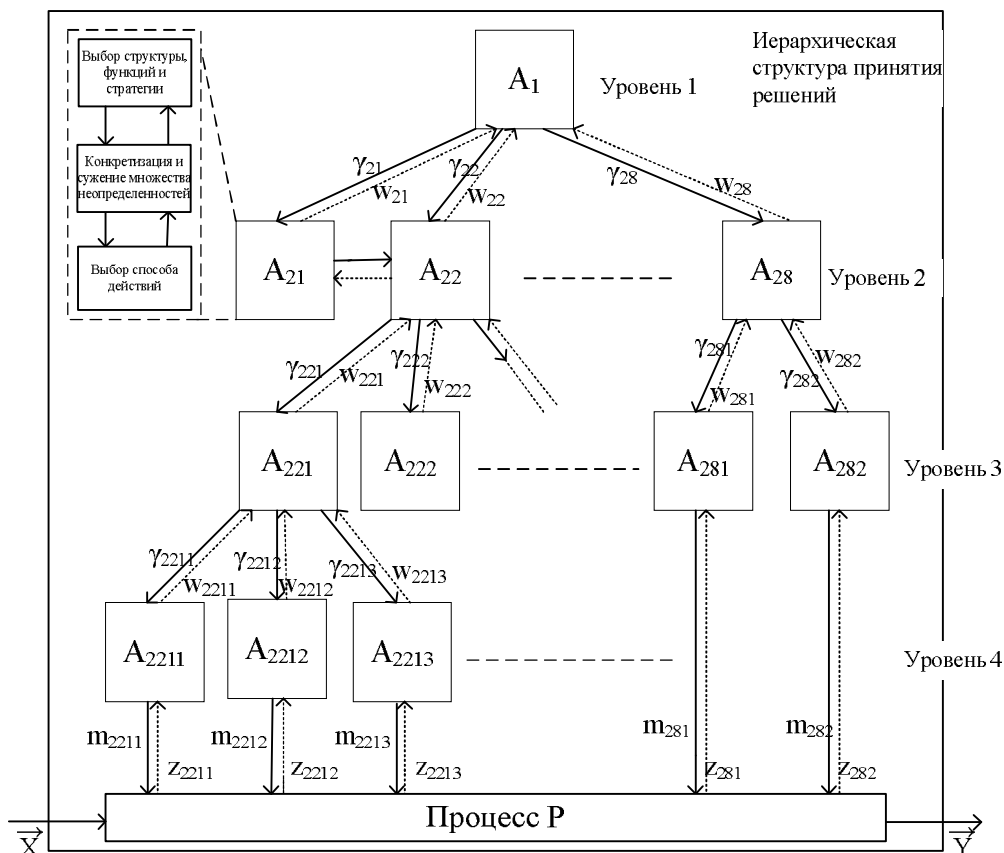 Выбор структуры,
функций и
стратегии
Конкретизация и
сужение множества
неопределенностей
Выбор способа
действий
Иерархическая
структура принятия
решений
A1
Уровень 1
γ21
w21
γ22
w22
γ28
w28
A21
A22
A28
Уровень 2
γ221
w221
γ222
w222
γ281
w281
γ282
w282
A221
A222
A281
A282
Уровень 3
γ2211
w2211
γ2212
w2212
γ2213
w2213
A2211
A2212
A2213
Уровень 4
m2211
z2211
m2212
z2212
m2213
z2213
m281
z281
m282
z282
X
Процесс P
Y